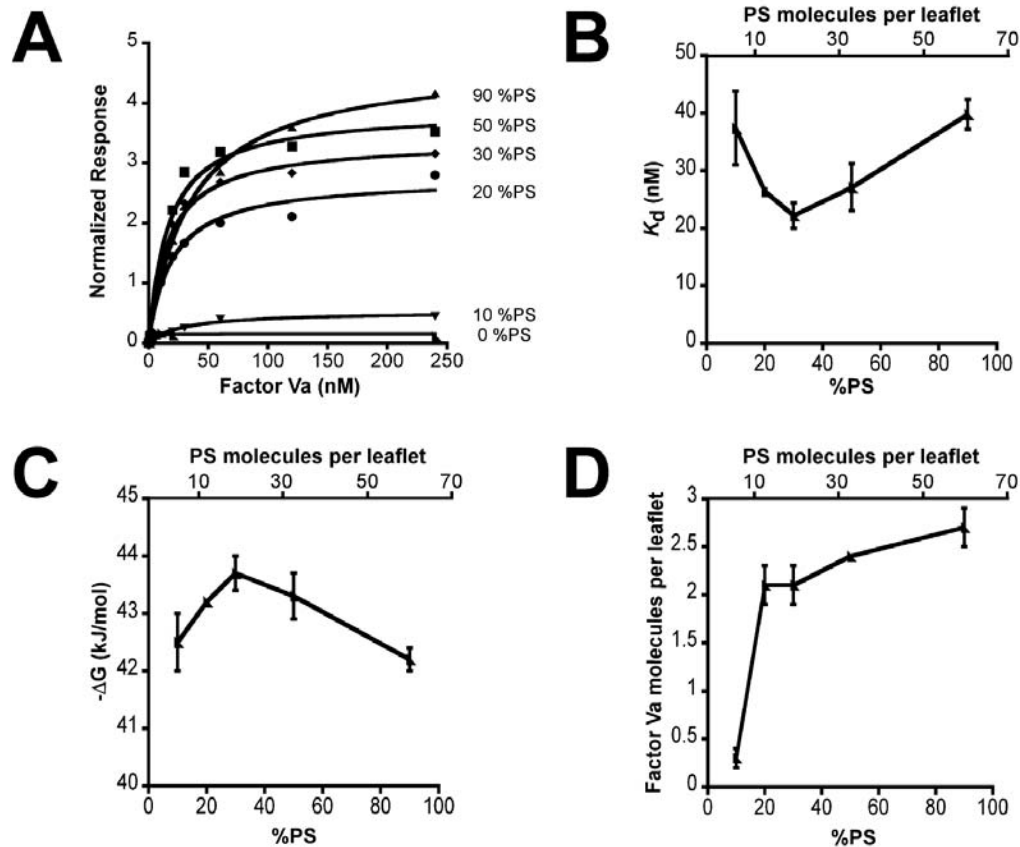 A
Normalized Response
5
4
3
2
1
0
0 50 100 150 200 250
Factor Va (nM)
90 %PS
50 %PS
30 %PS
20 %PS
10 %PS
0 %PS
B
PS molecules per leaflet
10 30 50 70
Kd (nM)
50
40
30
20
10
0
0 20 40 60 80 100
%PS
C
PS molecules per leaflet
10 30 50 70
-ΔG (kJ/mol)
45
44
43
42
41
40
0 20 40 60 80 100
%PS
D
PS molecules per leaflet
10 30 50 70
Factor Va molecules per leaflet
3
2.5
2
1.5
1
0.5
0
0 20 40 60 80 100
%PS